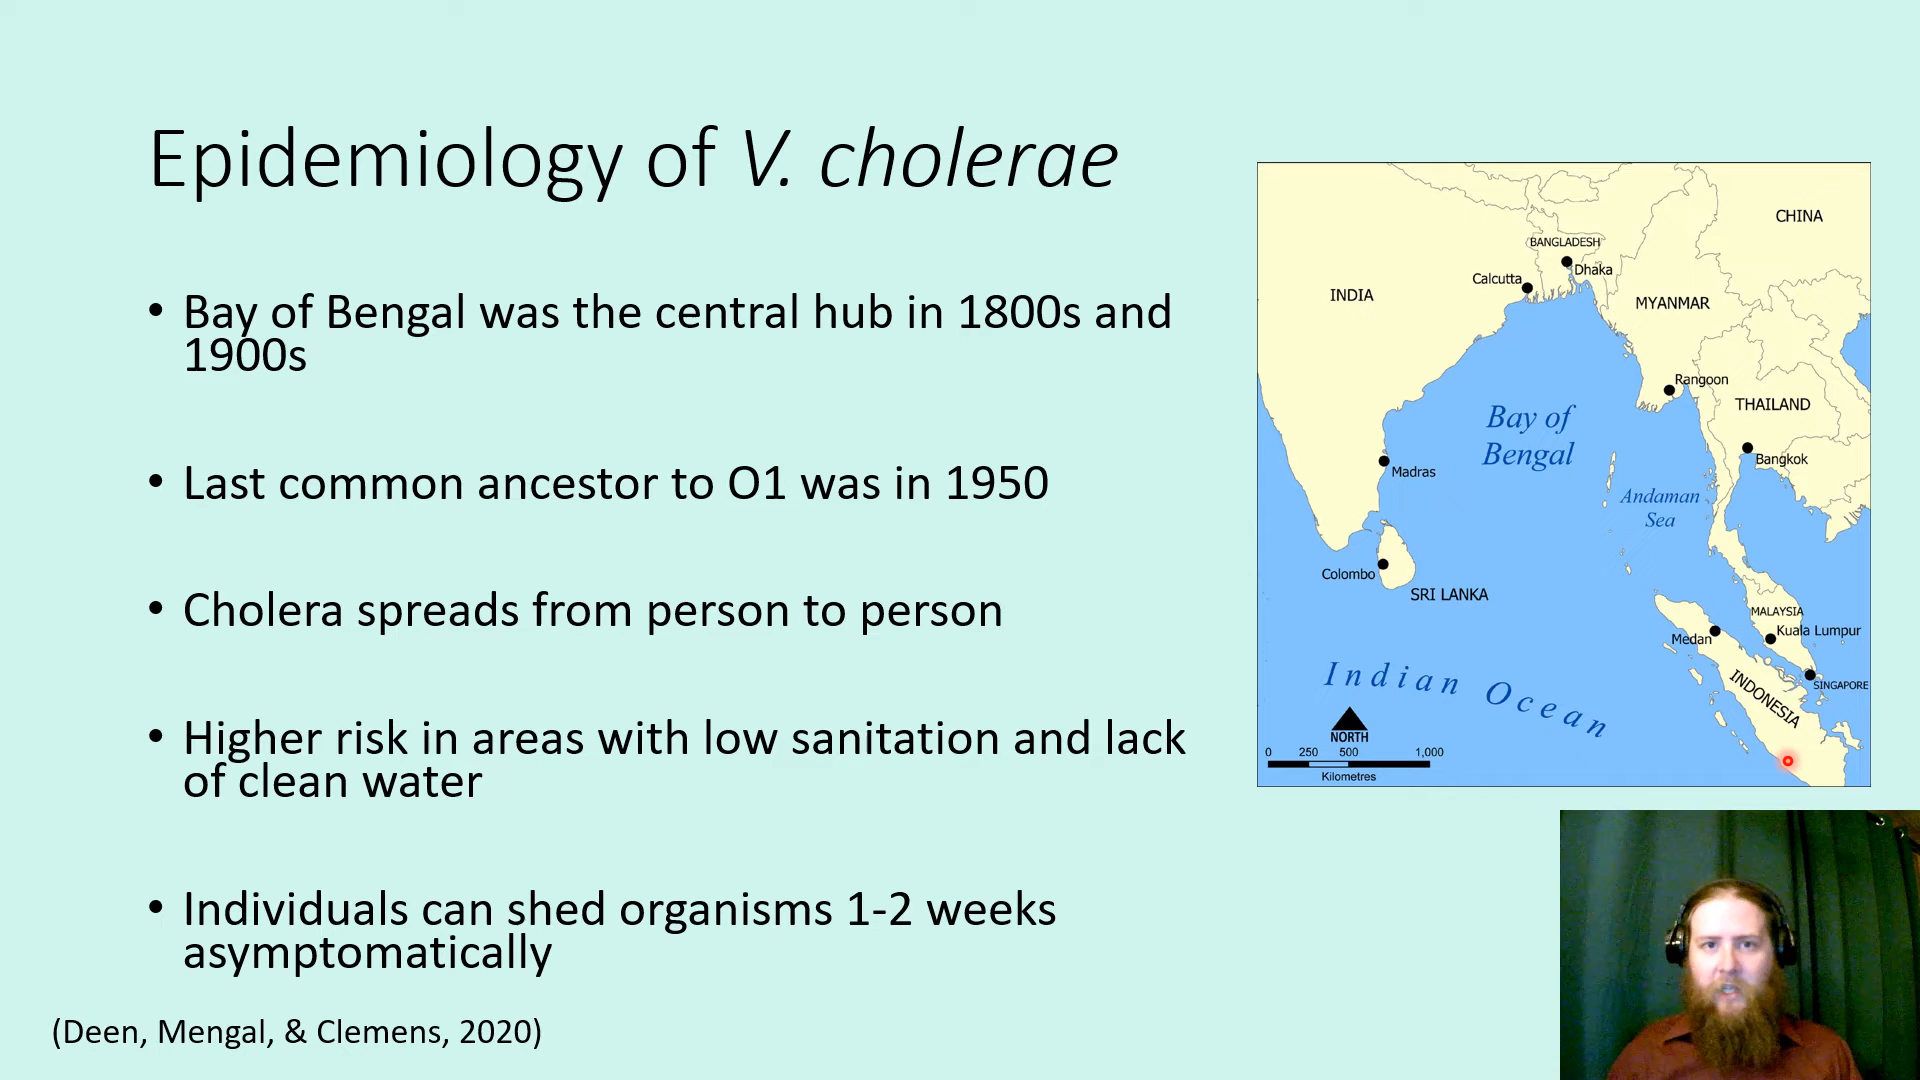 Epidemiology of V. cholerae
• Bay of Bengal was the central hub in 1800s and
1900s
• Last common ancestor to O1 was in 1950
• Cholera spreads from person to person
• Higher risk in areas with low sanitation and lack
of clean water
• Individuals can shed organisms 1-2 weeks
asymptomatically
(Deen, Mengal, & Clemens, 2020)
CHINA
BANGLADESH
Dhaka
Calcutta
INDIA
MYANMAR
Rangoon
THAILAND
Bay of
Bengal
Bangkok
Madras
Andaman
Sea
Colombo
SRI LANKA
MALAYSIA
Kuala Lumpur
Medan
INDONESIA
SINGAPORE
Indian Ocean
NORTH
0 250 500 1,000
Kilometres